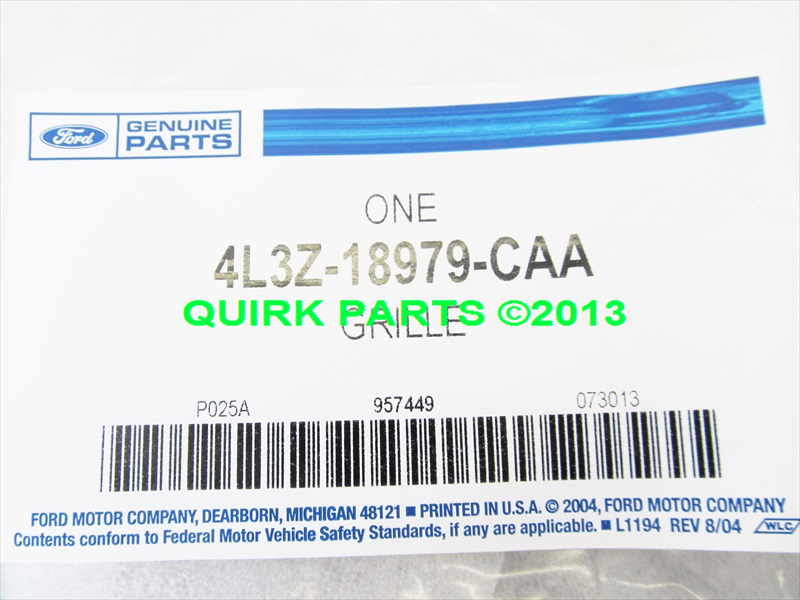 Ford
GENUINE
PARTS
ONE
4L3Z-18979-CAA
QUIRK PARTS ©2013
GRILLE
P025A 957449 073013
FORD MOTOR COMPANY, DEARBORN, MICHIGAN 48121 ■ PRINTED IN U.S.A. © 2004, FORD MOTOR COMPANY
Contents conform to Federal Motor Vehicle Safety Standards, if any are applicable. ■ L1194 REV 8/04 WLC